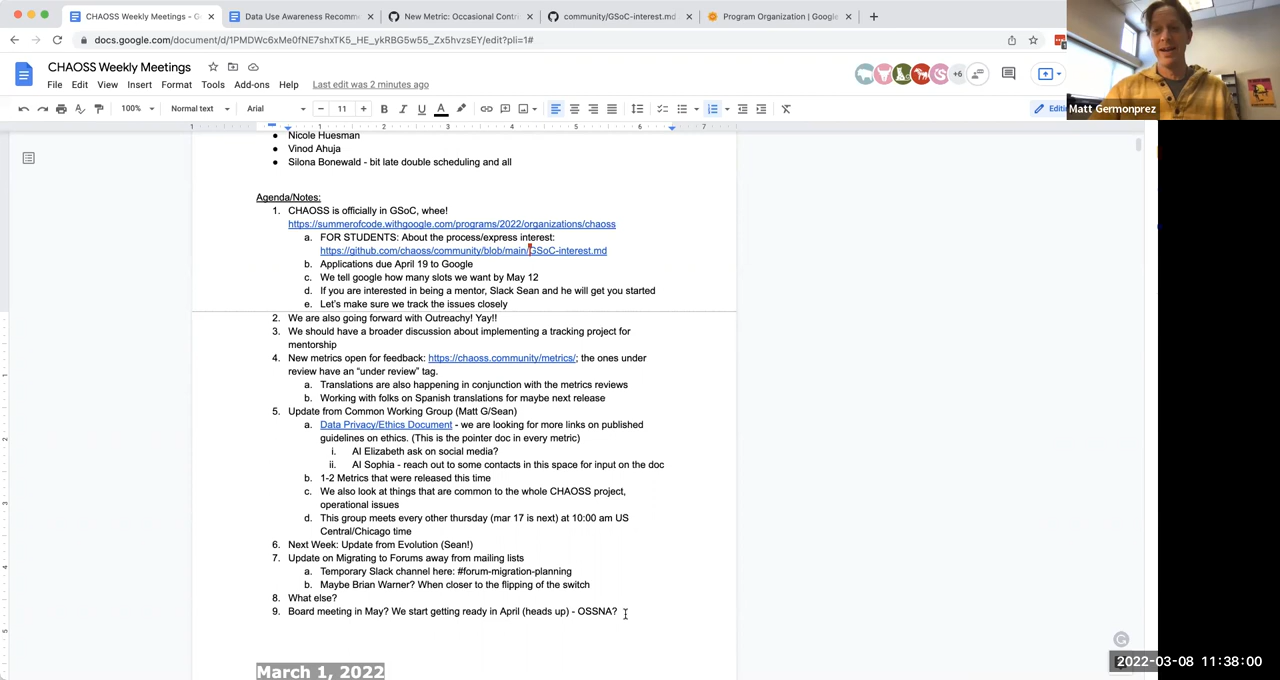 CHAOSS Weekly Meetings - G
Data Use Awareness Recomme
New Metric: Occasional Contri
community/GSoC-interest.md
Program Organization | Google
docs.google.com/document/d/1PMDWc6xMe0fNE7shxTK5_HE_ykRBG5w55_Zx5hvzsEY/edit?pli=1#
CHAOSS Weekly Meetings
File Edit View Insert Format Tools Add-ons Help Last edit was 2 minutes ago
+6
100% Normal text Arial 11 Editin
Matt Germonprez
1 1 2 3 4 5 6 7
● Nicole Huesman
● Vinod Ahuja
● Silona Bonewald - bit late double scheduling and all
Agenda/Notes:
1. CHAOSS is officially in GSoC, whee!
https://summerofcode.withgoogle.com/programs/2022/organizations/chaoss
a. FOR STUDENTS: About the process/express interest:
https://github.com/chaoss/community/blob/main/GSoC-interest.md
b. Applications due April 19 to Google
c. We tell google how many slots we want by May 12
d. If you are interested in being a mentor, Slack Sean and he will get you started
e. Let's make sure we track the issues closely
2. We are also going forward with Outreachy! Yay!!
3. We should have a broader discussion about implementing a tracking project for
mentorship
4. New metrics open for feedback: https://chaoss.community/metrics/; the ones under
review have an "under review" tag.
a. Translations are also happening in conjunction with the metrics reviews
b. Working with folks on Spanish translations for maybe next release
5. Update from Common Working Group (Matt G/Sean)
a. Data Privacy/Ethics Document - we are looking for more links on published
guidelines on ethics. (This is the pointer doc in every metric)
i. AI Elizabeth ask on social media?
ii. AI Sophia - reach out to some contacts in this space for input on the doc
b. 1-2 Metrics that were released this time
c. We also look at things that are common to the whole CHAOSS project,
operational issues
d. This group meets every other thursday (mar 17 is next) at 10:00 am US
Central/Chicago time
6. Next Week: Update from Evolution (Sean!)
7. Update on Migrating to Forums away from mailing lists
a. Temporary Slack channel here: #forum-migration-planning
b. Maybe Brian Warner? When closer to the flipping of the switch
8. What else?
9. Board meeting in May? We start getting ready in April (heads up) - OSSNA?
March 1, 2022
2022-03-08 11:38:00